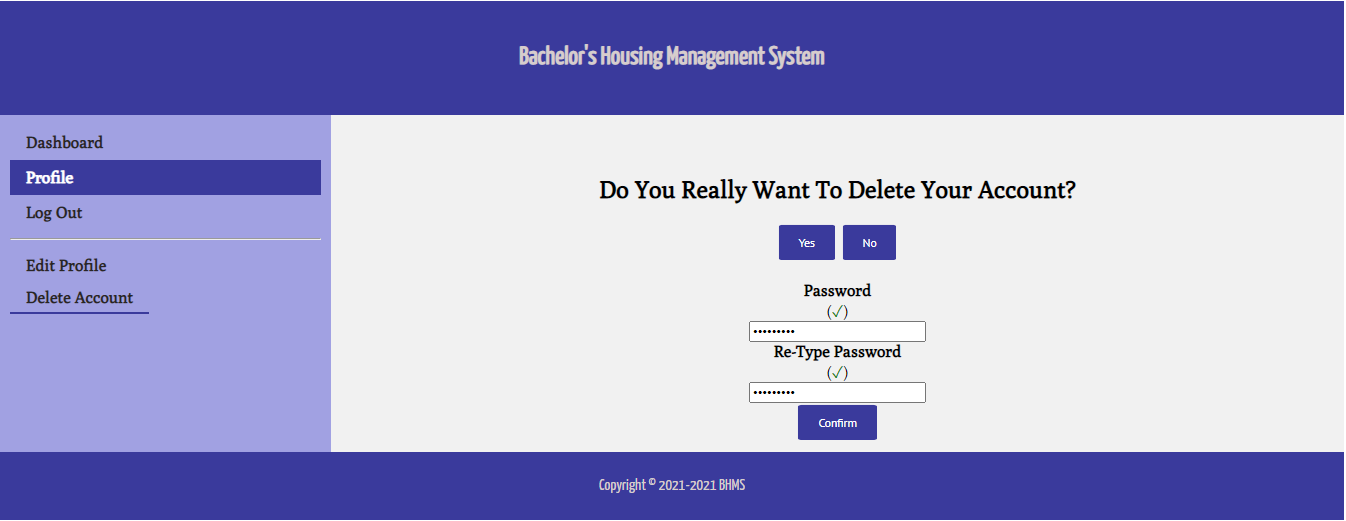 Bachelor's Housing Management System
Dashboard
Profile
Log Out
Edit Profile
Delete Account
Do You Really Want To Delete Your Account?
Yes No
Password
(✓)
•••••••••
Re-Type Password
(✓)
•••••••••
Confirm
Copyright © 2021-2021 BHMS